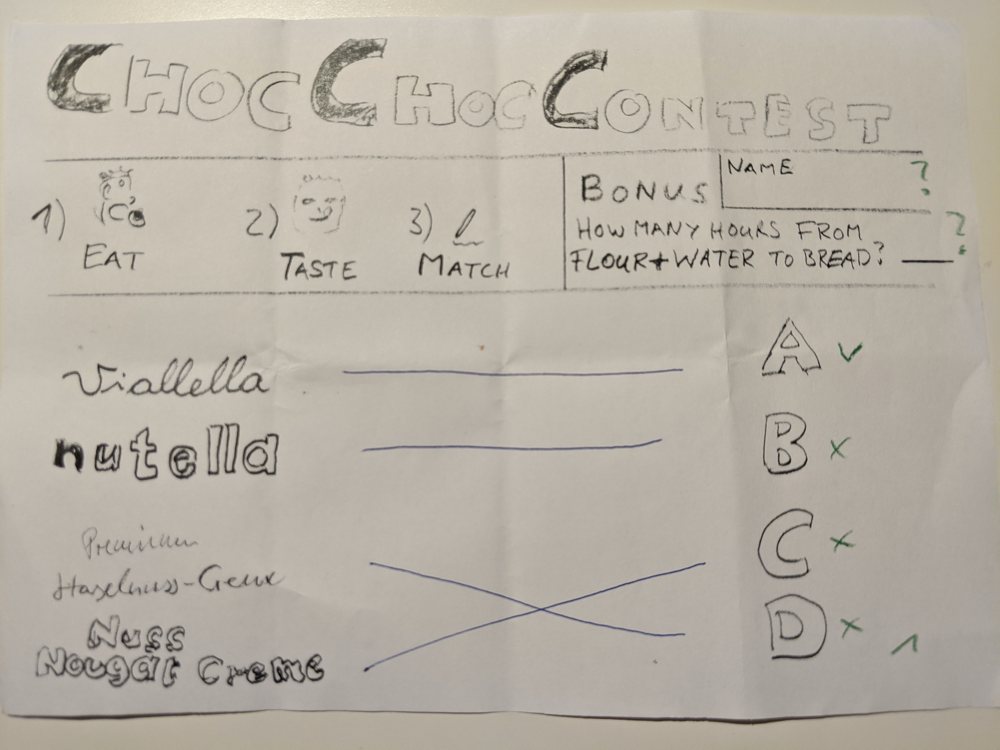 CHOC CHOC CONTEST
1) EAT
2) TASTE
3) MATCH
BONUS
NAME ?
HOW MANY HOURS FROM
FLOUR + WATER TO BREAD? ___ ?
Viallella
A ✓
nutella
B ×
Premium
Haselnuss-Creme
C ×
Nuss
Nougat Creme
D × 1